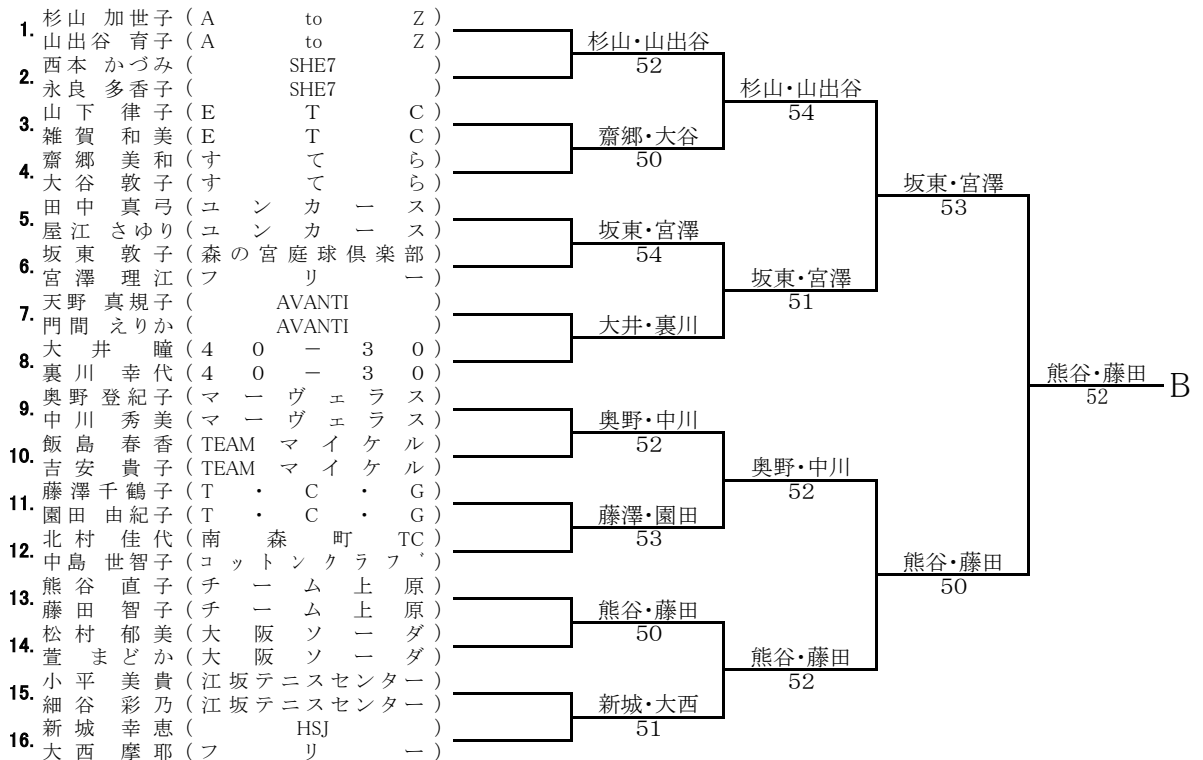 1. 杉山 加世子 ( A to Z )
山出谷 育子 ( A to Z )
2. 西本 かづみ ( SHE7 )
永良 多香子 ( SHE7 )
3. 山下 律子 ( E T C )
雑賀 和美 ( E T C )
4. 齋郷 美和 ( すてら )
大谷 敦子 ( すてら )
5. 田中 真弓 ( ユンカース )
屋江 さゆり ( ユンカース )
6. 坂東 敦子 ( 森の宮庭球倶楽部 )
宮澤 理江 ( フリー )
7. 天野 真規子 ( AVANTI )
門間 えりか ( AVANTI )
8. 大井 瞳 ( 40－30 )
裏川 幸代 ( 40－30 )
9. 奥野 登紀子 ( マーヴェラス )
中川 秀美 ( マーヴェラス )
10. 飯島 春香 ( TEAM マイケル )
吉安 貴子 ( TEAM マイケル )
11. 藤澤千鶴子 ( T・C・G )
園田 由紀子 ( T・C・G )
12. 北村 佳代 ( 南森町TC )
中島 世智子 ( コットンクラブ )
13. 熊谷 直子 ( チーム上原 )
藤田 智子 ( チーム上原 )
14. 松村 郁美 ( 大阪ソーダ )
萱 まどか ( 大阪ソーダ )
15. 小平 美貴 ( 江坂テニスセンター )
細谷 彩乃 ( 江坂テニスセンター )
16. 新城 幸恵 ( HSJ )
大西 摩耶 ( フリー )
杉山・山出谷
52
齋郷・大谷
50
坂東・宮澤
54
大井・裏川
奥野・中川
52
藤澤・園田
53
熊谷・藤田
50
新城・大西
51
杉山・山出谷
54
坂東・宮澤
51
奥野・中川
52
熊谷・藤田
52
坂東・宮澤
53
熊谷・藤田
50
熊谷・藤田
52
B